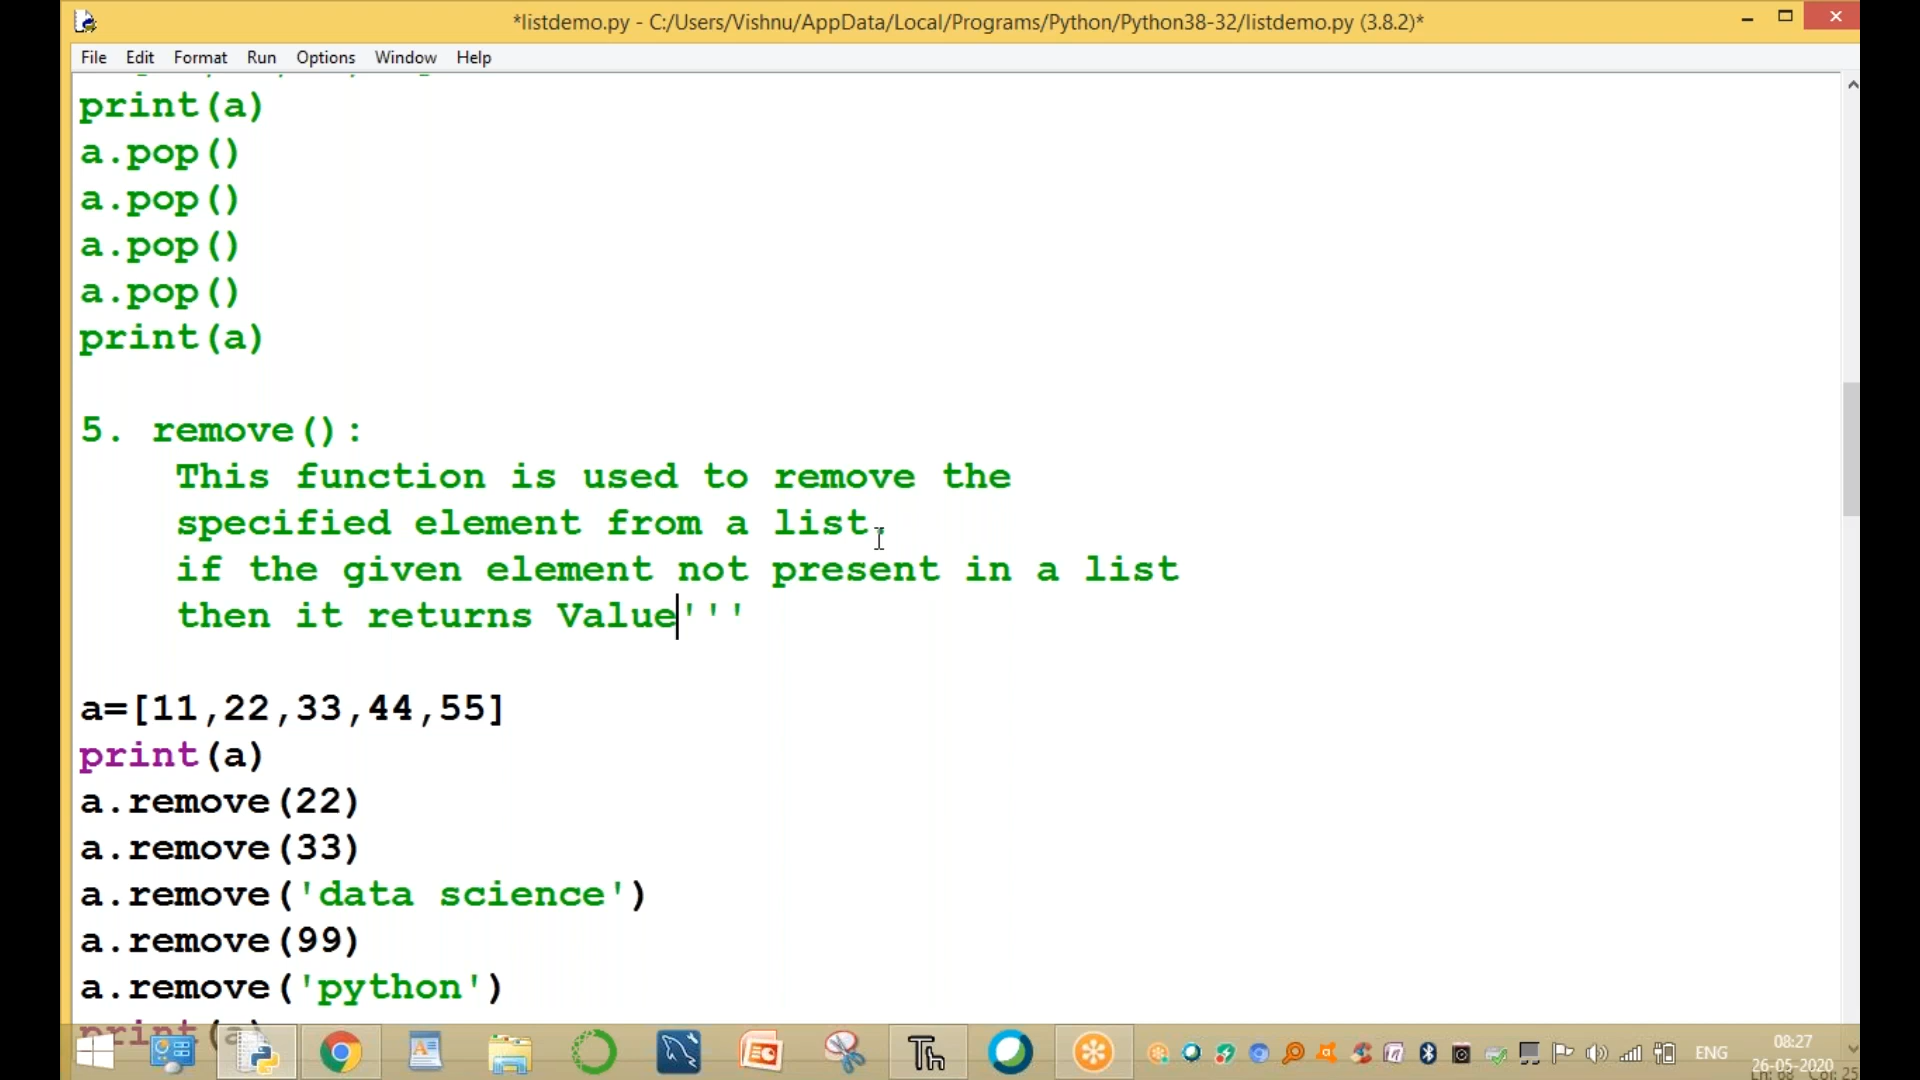 *listdemo.py - C:/Users/Vishnu/AppData/Local/Programs/Python/Python38-32/listdemo.py (3.8.2)*
File Edit Format Run Options Window Help
print(a)
a.pop()
a.pop()
a.pop()
a.pop()
print(a)
5. remove():
This function is used to remove the
specified element from a list.
if the given element not present in a list
then it returns Value'''
a=[11,22,33,44,55]
print(a)
a.remove(22)
a.remove(33)
a.remove('data science')
a.remove(99)
a.remove('python')
print(a)
ENG
08:27
26-05-2020